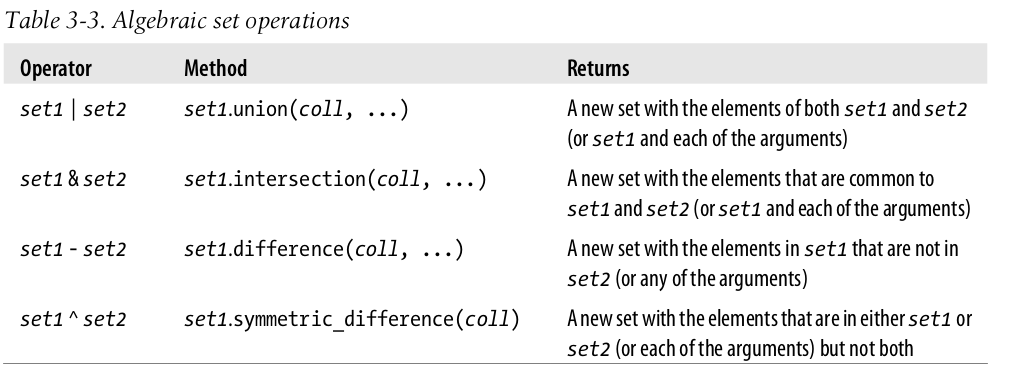 Table 3-3. Algebraic set operations
Operator Method Returns
set1 | set2 set1.union(coll, ...) A new set with the elements of both set1 and set2
(or set1 and each of the arguments)
set1 & set2 set1.intersection(coll, ...) A new set with the elements that are common to
set1 and set2 (or set1 and each of the arguments)
set1 - set2 set1.difference(coll, ...) A new set with the elements in set1 that are not in
set2 (or any of the arguments)
set1 ^ set2 set1.symmetric_difference(coll) A new set with the elements that are in either set1 or
set2 (or each of the arguments) but not both